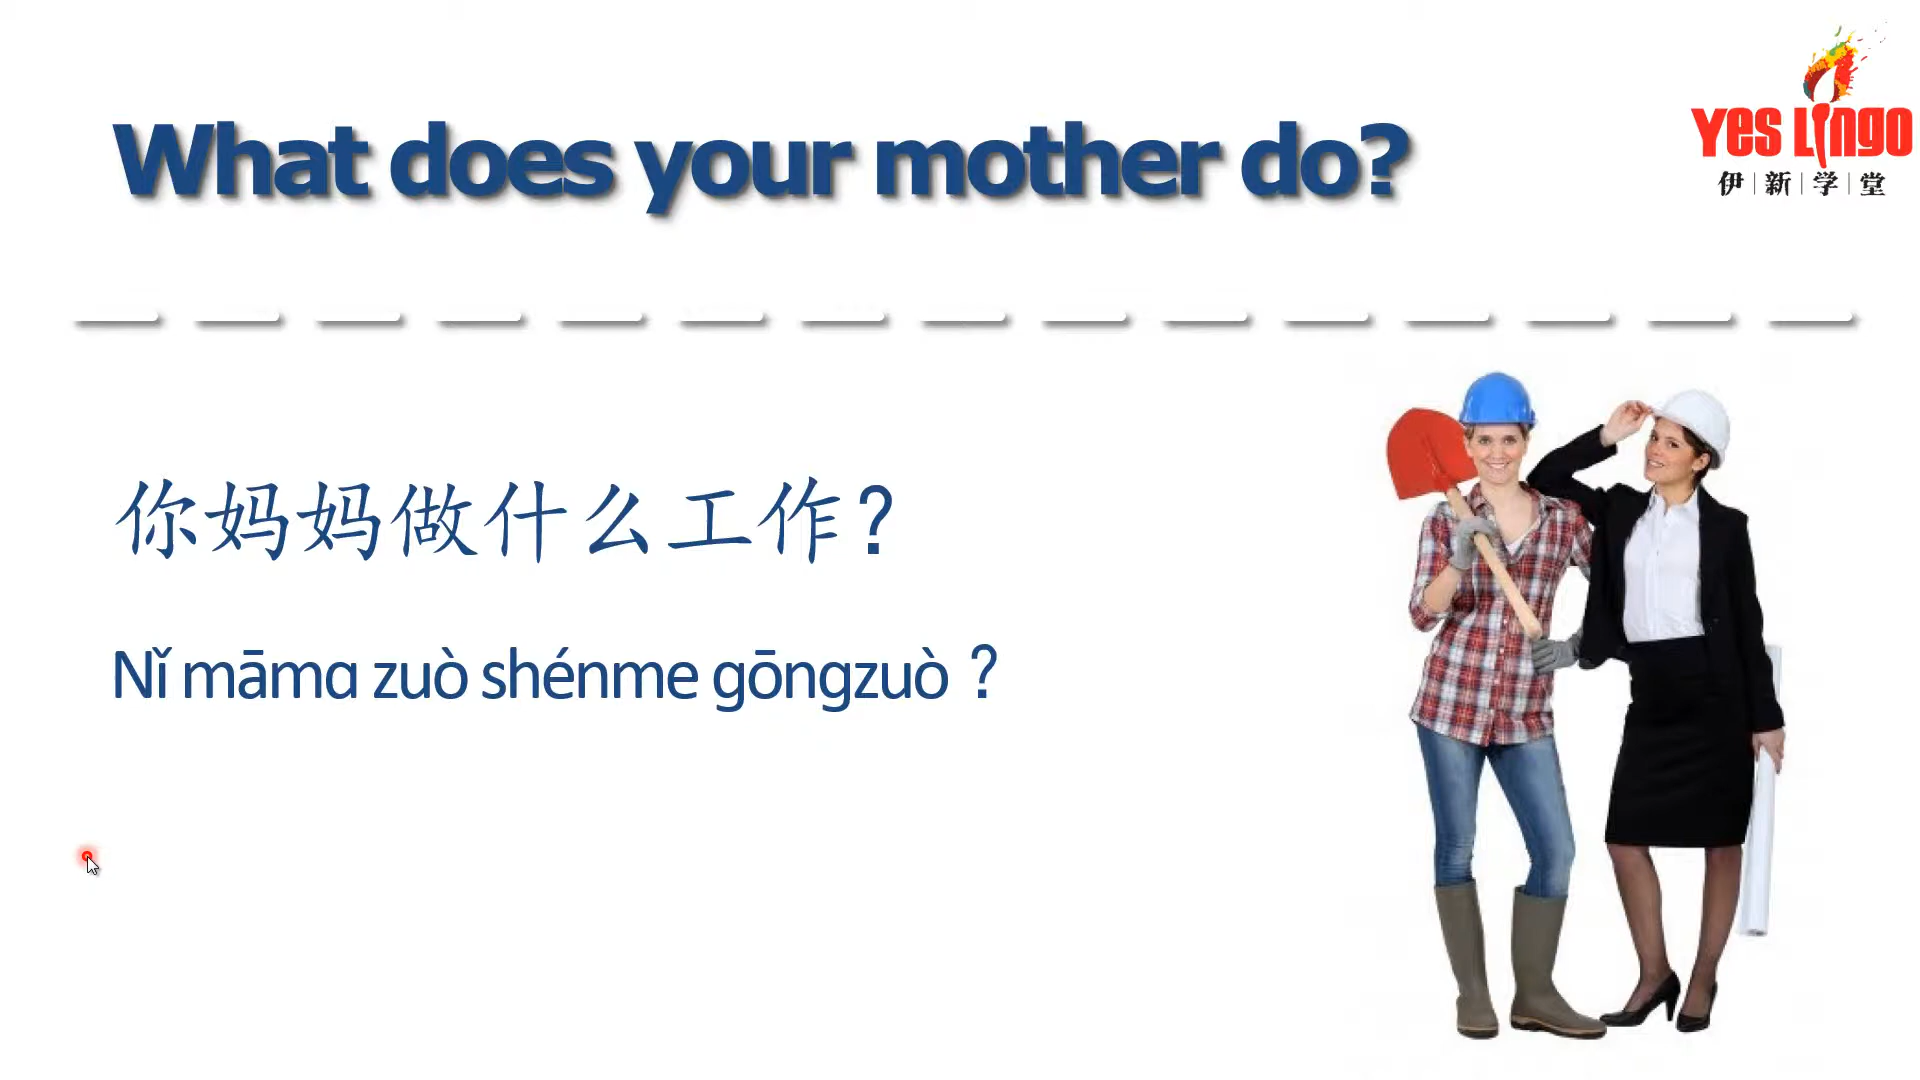 What does your mother do?
YES LINGO
伊|新|学|堂
你妈妈做什么工作？
Nǐ māmɑ zuò shénme gōngzuò？